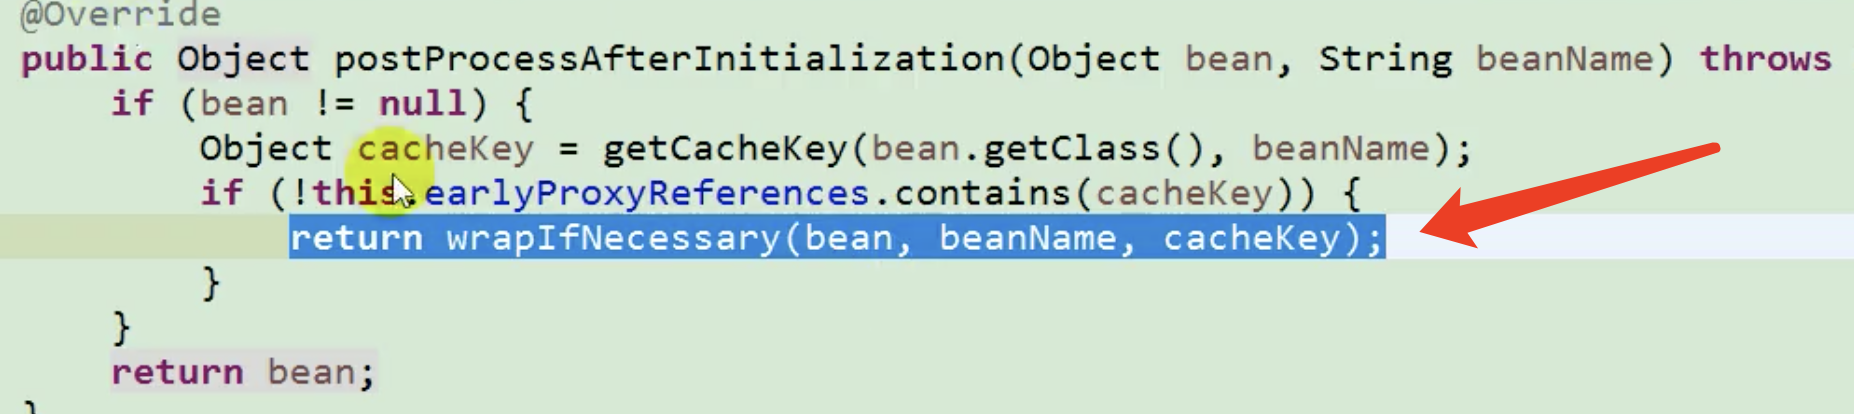 @Override
public Object postProcessAfterInitialization(Object bean, String beanName) throws
if (bean != null) {
Object cacheKey = getCacheKey(bean.getClass(), beanName);
if (!this.earlyProxyReferences.contains(cacheKey)) {
return wrapIfNecessary(bean, beanName, cacheKey);
}
}
return bean;
}